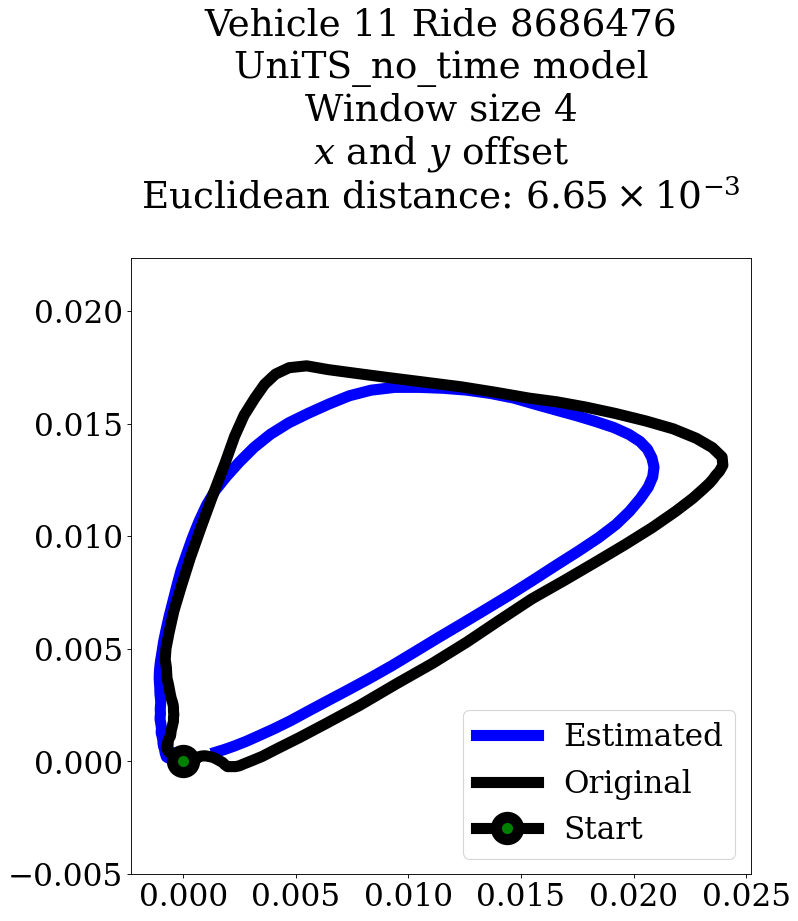 Vehicle 11 Ride 8686476
UniTS_no_time model
Window size 4
x and y offset
Euclidean distance: 6.65 × 10⁻³
0.020
0.015
0.010
0.005
0.000
−0.005
Estimated
Original
Start
0.000 0.005 0.010 0.015 0.020 0.025